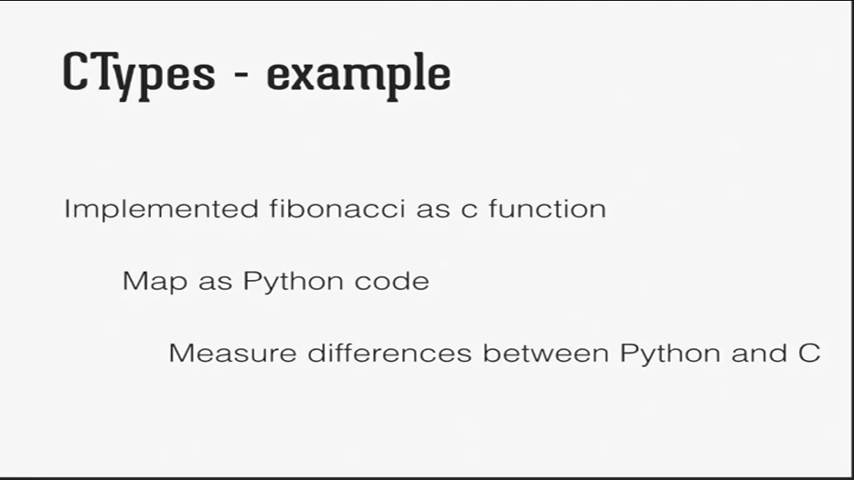 CTypes - example
Implemented fibonacci as c function
Map as Python code
Measure differences between Python and C